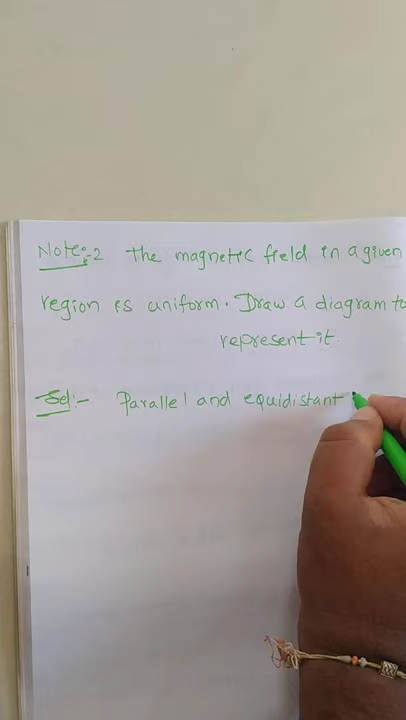 Note:-2 The magnetic field in a given
region is uniform. Draw a diagram to
represent it.
Sol:- Parallel and equidistant